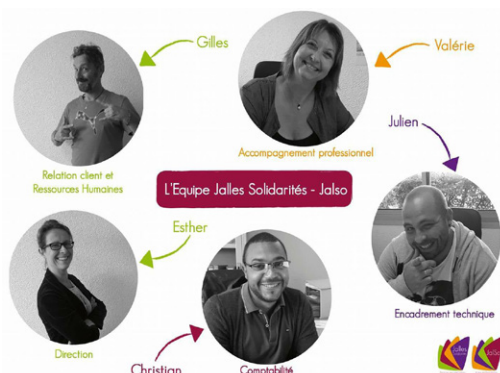 Gilles
Valérie
Julien
Accompagnement professionnel
Relation client et
Ressources Humaines
L'Equipe Jalles Solidarités - Jalso
Esther
Encadrement technique
Direction
Christian
Comptabilité